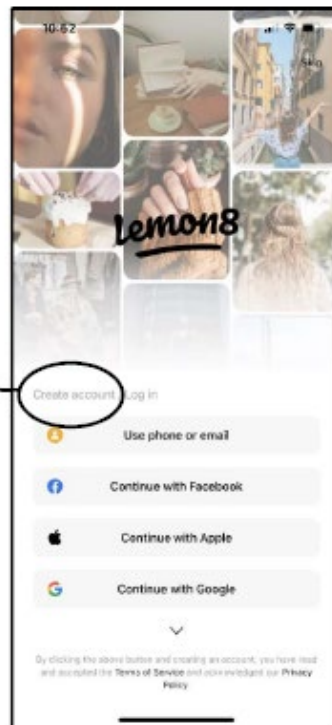 10:52
Skip
Lemon8
Create account Log in
Use phone or email
Continue with Facebook
Continue with Apple
Continue with Google
By clicking the above button and creating an account, you have read
and accepted the Terms of Service and acknowledged our Privacy
Policy